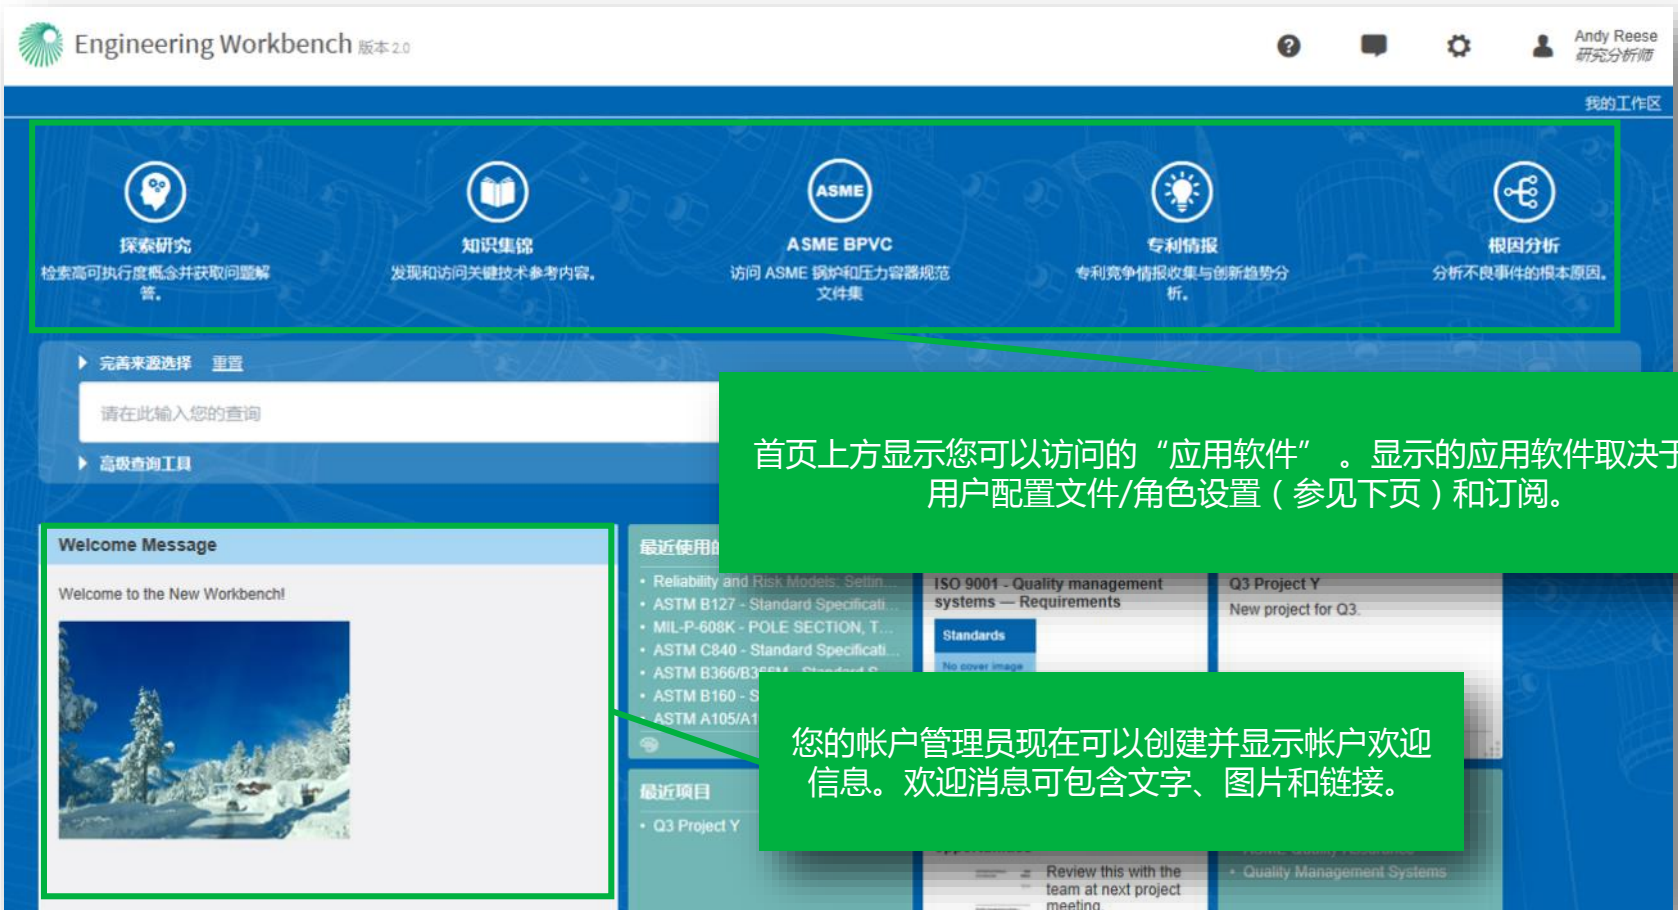 Engineering Workbench 版本 2.0
Andy Reese
研究分析师
我的工作区
探索研究
检索高可执行度概念并获取问题解
答。
知识集锦
发现和访问关键技术参考内容。
ASME
ASME BPVC
访问 ASME 锅炉和压力容器规范
文件集
专利情报
专利竞争情报收集与创新趋势分
析。
根因分析
分析不良事件的根本原因。
完善来源选择 重置
请在此输入您的查询
高级查询工具
首页上方显示您可以访问的“应用软件”。显示的应用软件取决于
用户配置文件/角色设置（参见下页）和订阅。
Welcome Message
Welcome to the New Workbench!
最近使用的
• Reliability and Risk Models: Settin...
• ASTM B127 - Standard Specificati...
• MIL-P-608K - POLE SECTION, T...
• ASTM C840 - Standard Specificati...
• ASTM B366/B366M - Standard S...
• ASTM B160 - S
• ASTM A105/A1
ISO 9001 - Quality management
systems — Requirements
Standards
No cover image
Q3 Project Y
New project for Q3.
您的帐户管理员现在可以创建并显示帐户欢迎
信息。欢迎消息可包含文字、图片和链接。
最近项目
• Q3 Project Y
Review this with the
team at next project
meeting.
• Quality Management Systems